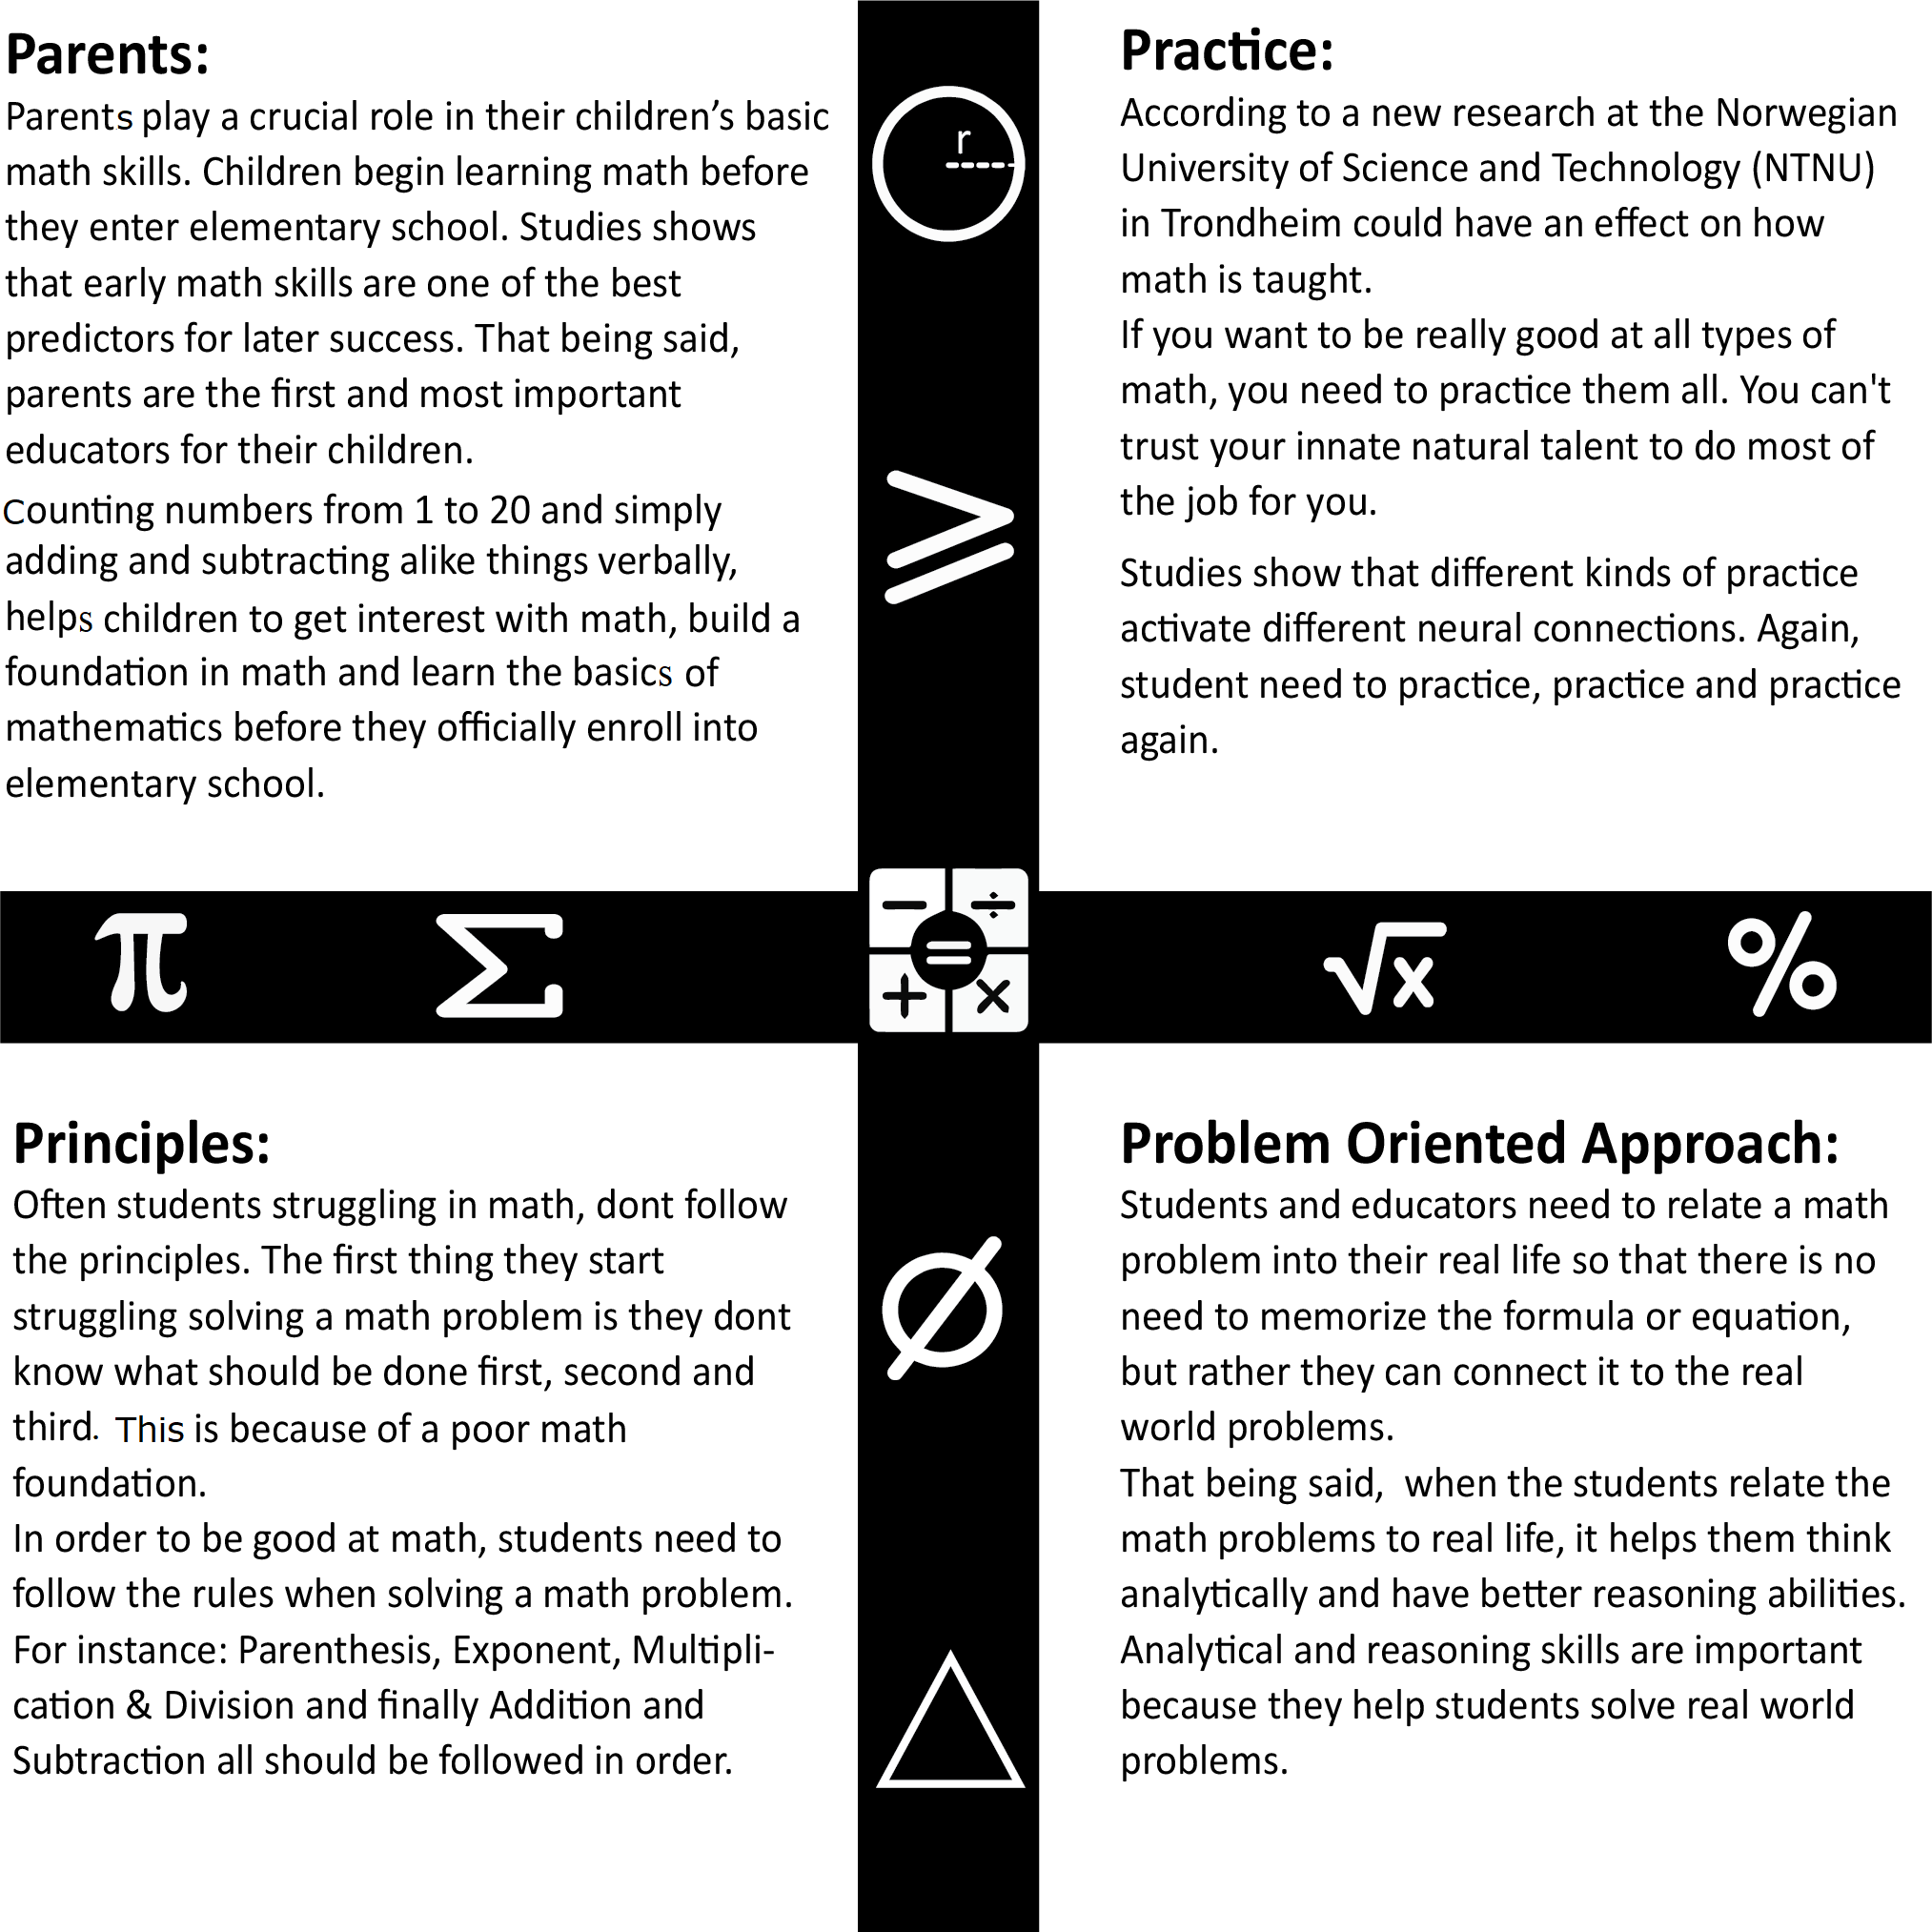 Parents:
Parents play a crucial role in their children’s basic
math skills. Children begin learning math before
they enter elementary school. Studies shows
that early math skills are one of the best
predictors for later success. That being said,
parents are the first and most important
educators for their children.
Counting numbers from 1 to 20 and simply
adding and subtracting alike things verbally,
helps children to get interest with math, build a
foundation in math and learn the basics of
mathematics before they officially enroll into
elementary school.
r
≥
Practice:
According to a new research at the Norwegian
University of Science and Technology (NTNU)
in Trondheim could have an effect on how
math is taught.
If you want to be really good at all types of
math, you need to practice them all. You can't
trust your innate natural talent to do most of
the job for you.
Studies show that different kinds of practice
activate different neural connections. Again,
student need to practice, practice and practice
again.
π Σ − ÷ √x %
=
+ ×
Principles:
Often students struggling in math, dont follow
the principles. The first thing they start
struggling solving a math problem is they dont
know what should be done first, second and
third. This is because of a poor math
foundation.
In order to be good at math, students need to
follow the rules when solving a math problem.
For instance: Parenthesis, Exponent, Multipli-
cation & Division and finally Addition and
Subtraction all should be followed in order.
∅
△
Problem Oriented Approach:
Students and educators need to relate a math
problem into their real life so that there is no
need to memorize the formula or equation,
but rather they can connect it to the real
world problems.
That being said, when the students relate the
math problems to real life, it helps them think
analytically and have better reasoning abilities.
Analytical and reasoning skills are important
because they help students solve real world
problems.